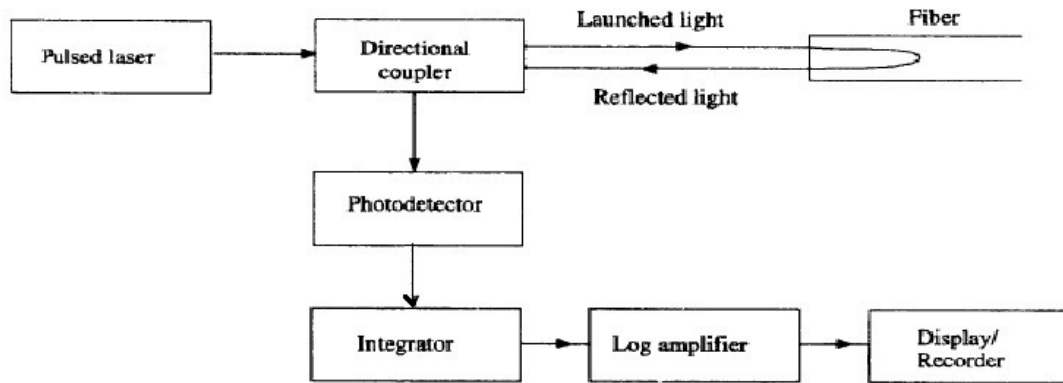 Launched light
Fiber
Pulsed laser
Directional
coupler
Reflected light
Photodetector
Integrator
Log amplifier
Display/
Recorder